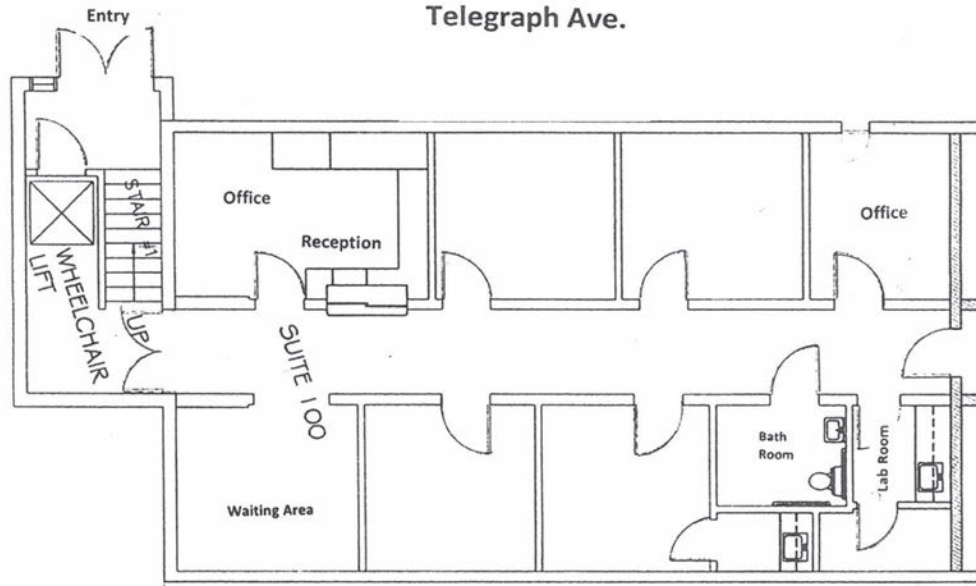 Entry
Telegraph Ave.
Office
Reception
Office
STAIR #1
WHEELCHAIR
LIFT
UP
SUITE 100
Waiting Area
Bath
Room
Lab Room